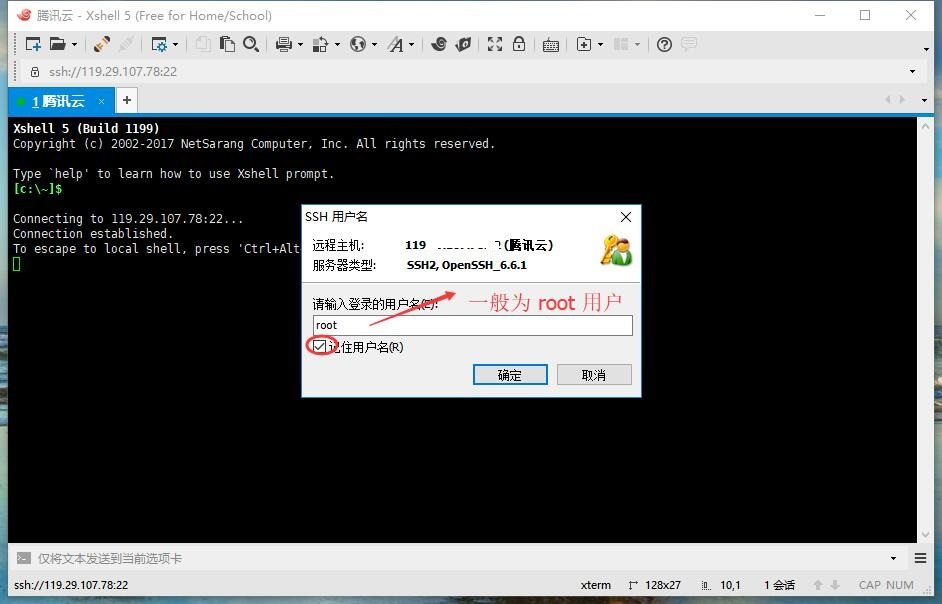 腾讯云 - Xshell 5 (Free for Home/School)
ssh://119.29.107.78:22
1 腾讯云
Xshell 5 (Build 1199)
Copyright (c) 2002-2017 NetSarang Computer, Inc. All rights reserved.
Type `help' to learn how to use Xshell prompt.
[c:\~]$
Connecting to 119.29.107.78:22...
Connection established.
To escape to local shell, press 'Ctrl+Alt
SSH 用户名
远程主机: 119 (腾讯云)
服务器类型: SSH2, OpenSSH_6.6.1
请输入登录的用户名(E):
一般为 root 用户
root
记住用户名(R)
确定 取消
仅将文本发送到当前选项卡
ssh://119.29.107.78:22 xterm 128x27 10,1 1 会话 CAP NUM